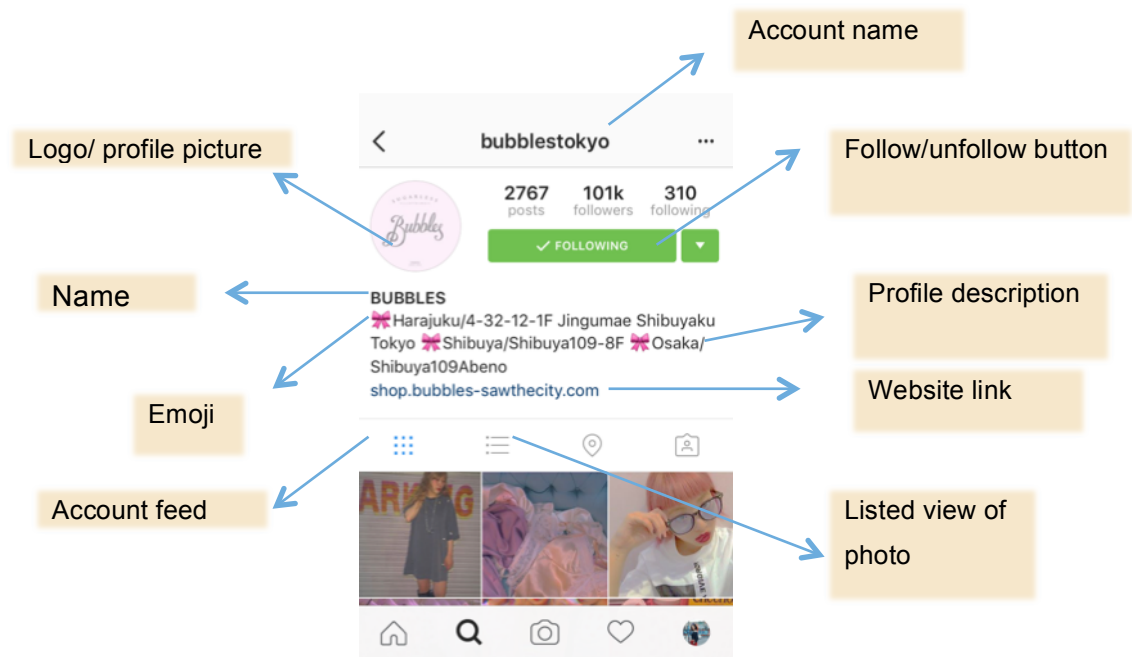 Account name
Logo/ profile picture
Follow/unfollow button
Name
Profile description
Emoji
Website link
Account feed
Listed view of
photo
bubblestokyo
Bubbles
2767 101k 310
posts followers following
FOLLOWING
BUBBLES
🎀Harajuku/4-32-12-1F Jingumae Shibuyaku
Tokyo 🎀Shibuya/Shibuya109-8F 🎀Osaka/
Shibuya109Abeno
shop.bubbles-sawthecity.com